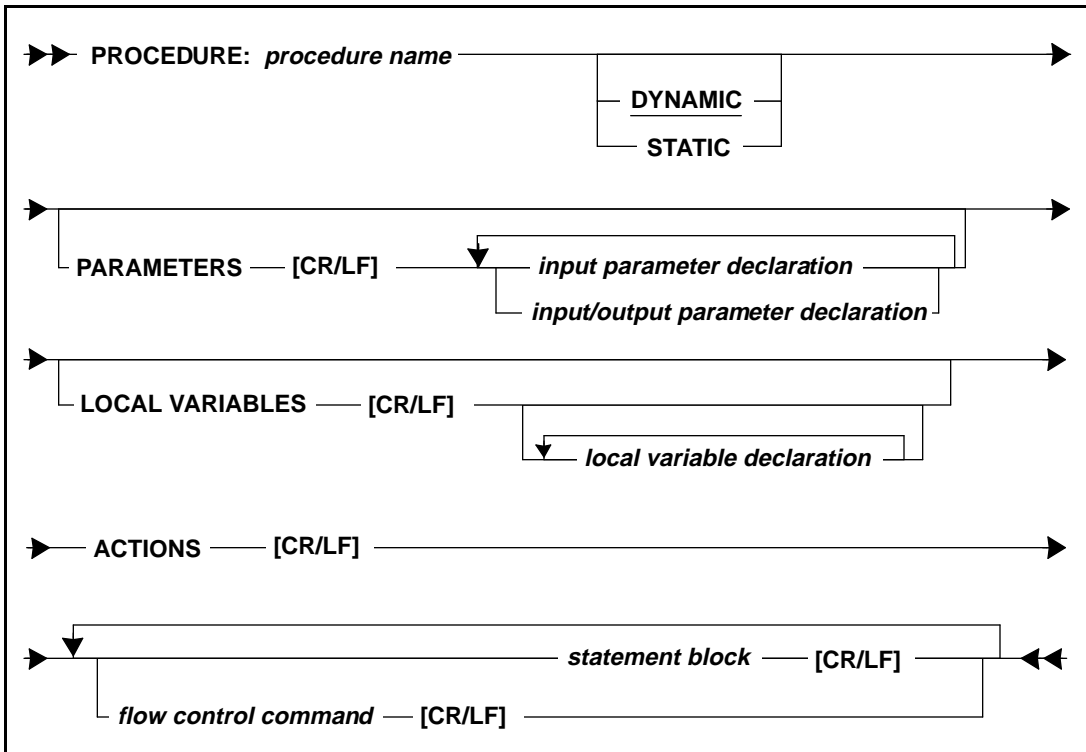 PROCEDURE: procedure name
DYNAMIC
STATIC
PARAMETERS [CR/LF] input parameter declaration
input/output parameter declaration
LOCAL VARIABLES [CR/LF]
local variable declaration
ACTIONS [CR/LF]
statement block [CR/LF]
flow control command [CR/LF]